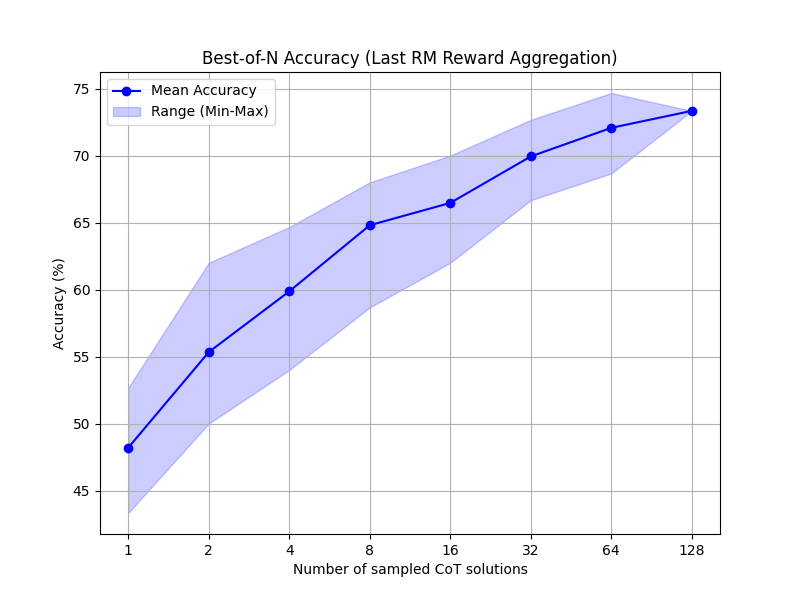 Best-of-N Accuracy (Last RM Reward Aggregation)
Mean Accuracy
Range (Min-Max)
Accuracy (%)
75
70
65
60
55
50
45
1 2 4 8 16 32 64 128
Number of sampled CoT solutions